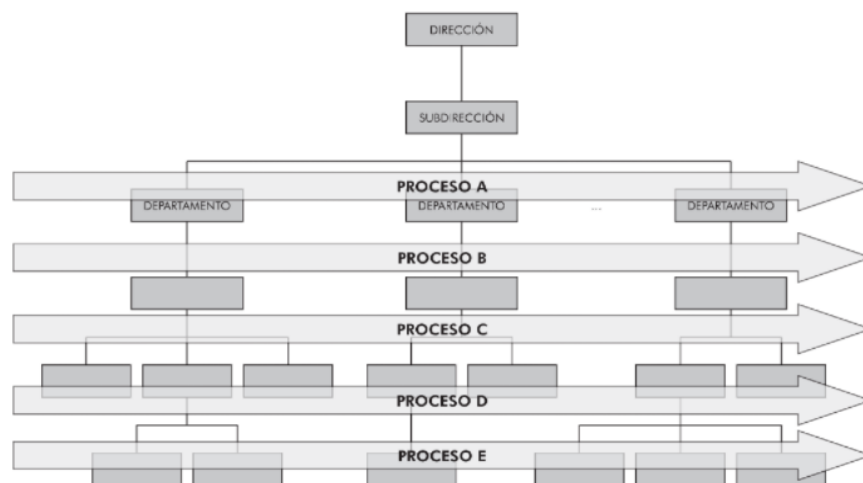 DIRECCIÓN
SUBDIRECCIÓN
PROCESO A
DEPARTAMENTO DEPARTAMENTO ... DEPARTAMENTO
PROCESO B
PROCESO C
PROCESO D
PROCESO E